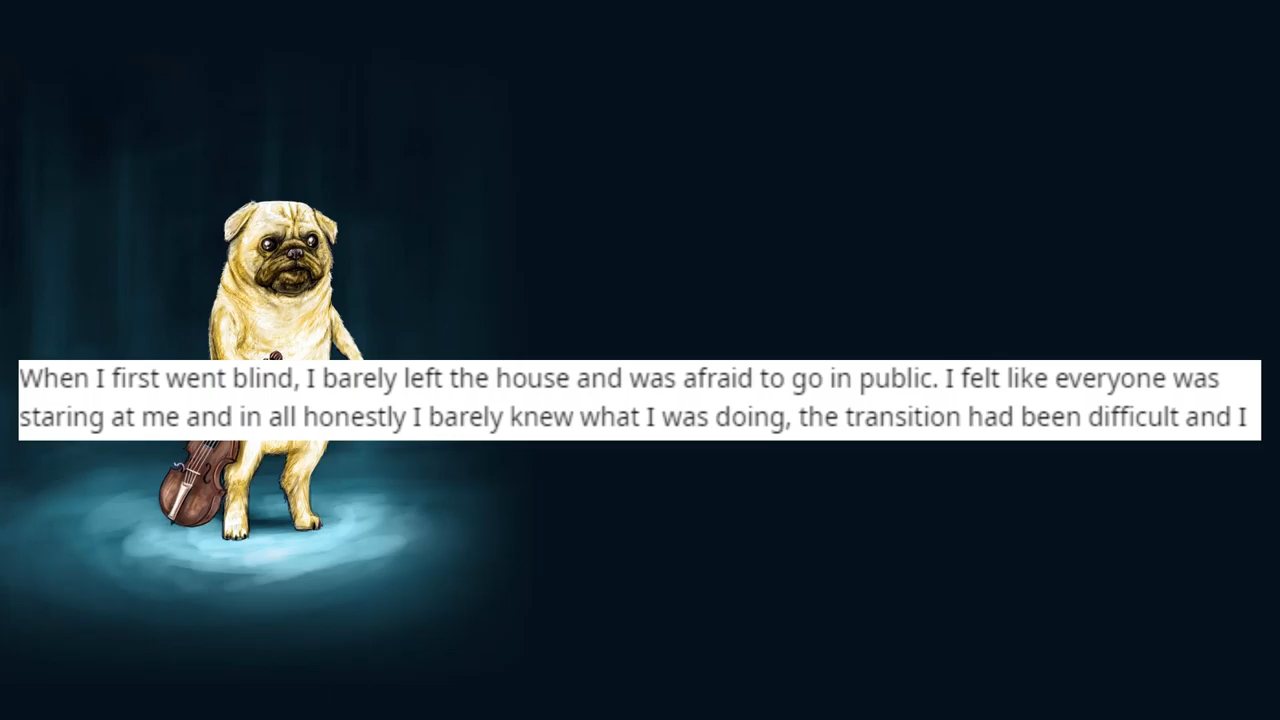 When I first went blind, I barely left the house and was afraid to go in public. I felt like everyone was
staring at me and in all honestly I barely knew what I was doing, the transition had been difficult and I